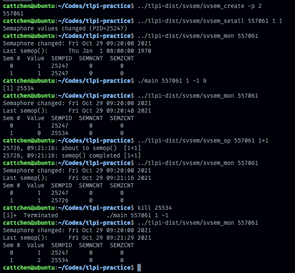 cattchen@ubuntu:~/Codes/tlpi-practice$ ../tlpi-dist/svsem/svsem_create -p 2
557061
cattchen@ubuntu:~/Codes/tlpi-practice$ ../tlpi-dist/svsem/svsem_setall 557061 1 1
Semaphore values changed (PID=25247)
cattchen@ubuntu:~/Codes/tlpi-practice$ ../tlpi-dist/svsem/svsem_mon 557061
Semaphore changed: Fri Oct 29 09:20:00 2021
Last semop(): Thu Jan 1 08:00:00 1970
Sem # Value SEMPID SEMNCNT SEMZCNT
0 1 25247 0 0
1 1 25247 0 0
cattchen@ubuntu:~/Codes/tlpi-practice$ ./main 557061 1 -1 &
[1] 25534
cattchen@ubuntu:~/Codes/tlpi-practice$ ../tlpi-dist/svsem/svsem_mon 557061
Semaphore changed: Fri Oct 29 09:20:00 2021
Last semop(): Fri Oct 29 09:20:48 2021
Sem # Value SEMPID SEMNCNT SEMZCNT
0 1 25247 0 0
1 0 25534 0 0
cattchen@ubuntu:~/Codes/tlpi-practice$ ../tlpi-dist/svsem/svsem_op 557061 1+1
25726, 09:21:16: about to semop() [1+1]
25726, 09:21:16: semop() completed [1+1]
cattchen@ubuntu:~/Codes/tlpi-practice$ ../tlpi-dist/svsem/svsem_mon 557061
Semaphore changed: Fri Oct 29 09:20:00 2021
Last semop(): Fri Oct 29 09:21:16 2021
Sem # Value SEMPID SEMNCNT SEMZCNT
0 1 25247 0 0
1 1 25726 0 0
cattchen@ubuntu:~/Codes/tlpi-practice$ kill 25534
[1]+ Terminated ./main 557061 1 -1
cattchen@ubuntu:~/Codes/tlpi-practice$ ../tlpi-dist/svsem/svsem_mon 557061
Semaphore changed: Fri Oct 29 09:20:00 2021
Last semop(): Fri Oct 29 09:21:29 2021
Sem # Value SEMPID SEMNCNT SEMZCNT
0 1 25247 0 0
1 2 25534 0 0
cattchen@ubuntu:~/Codes/tlpi-practice$